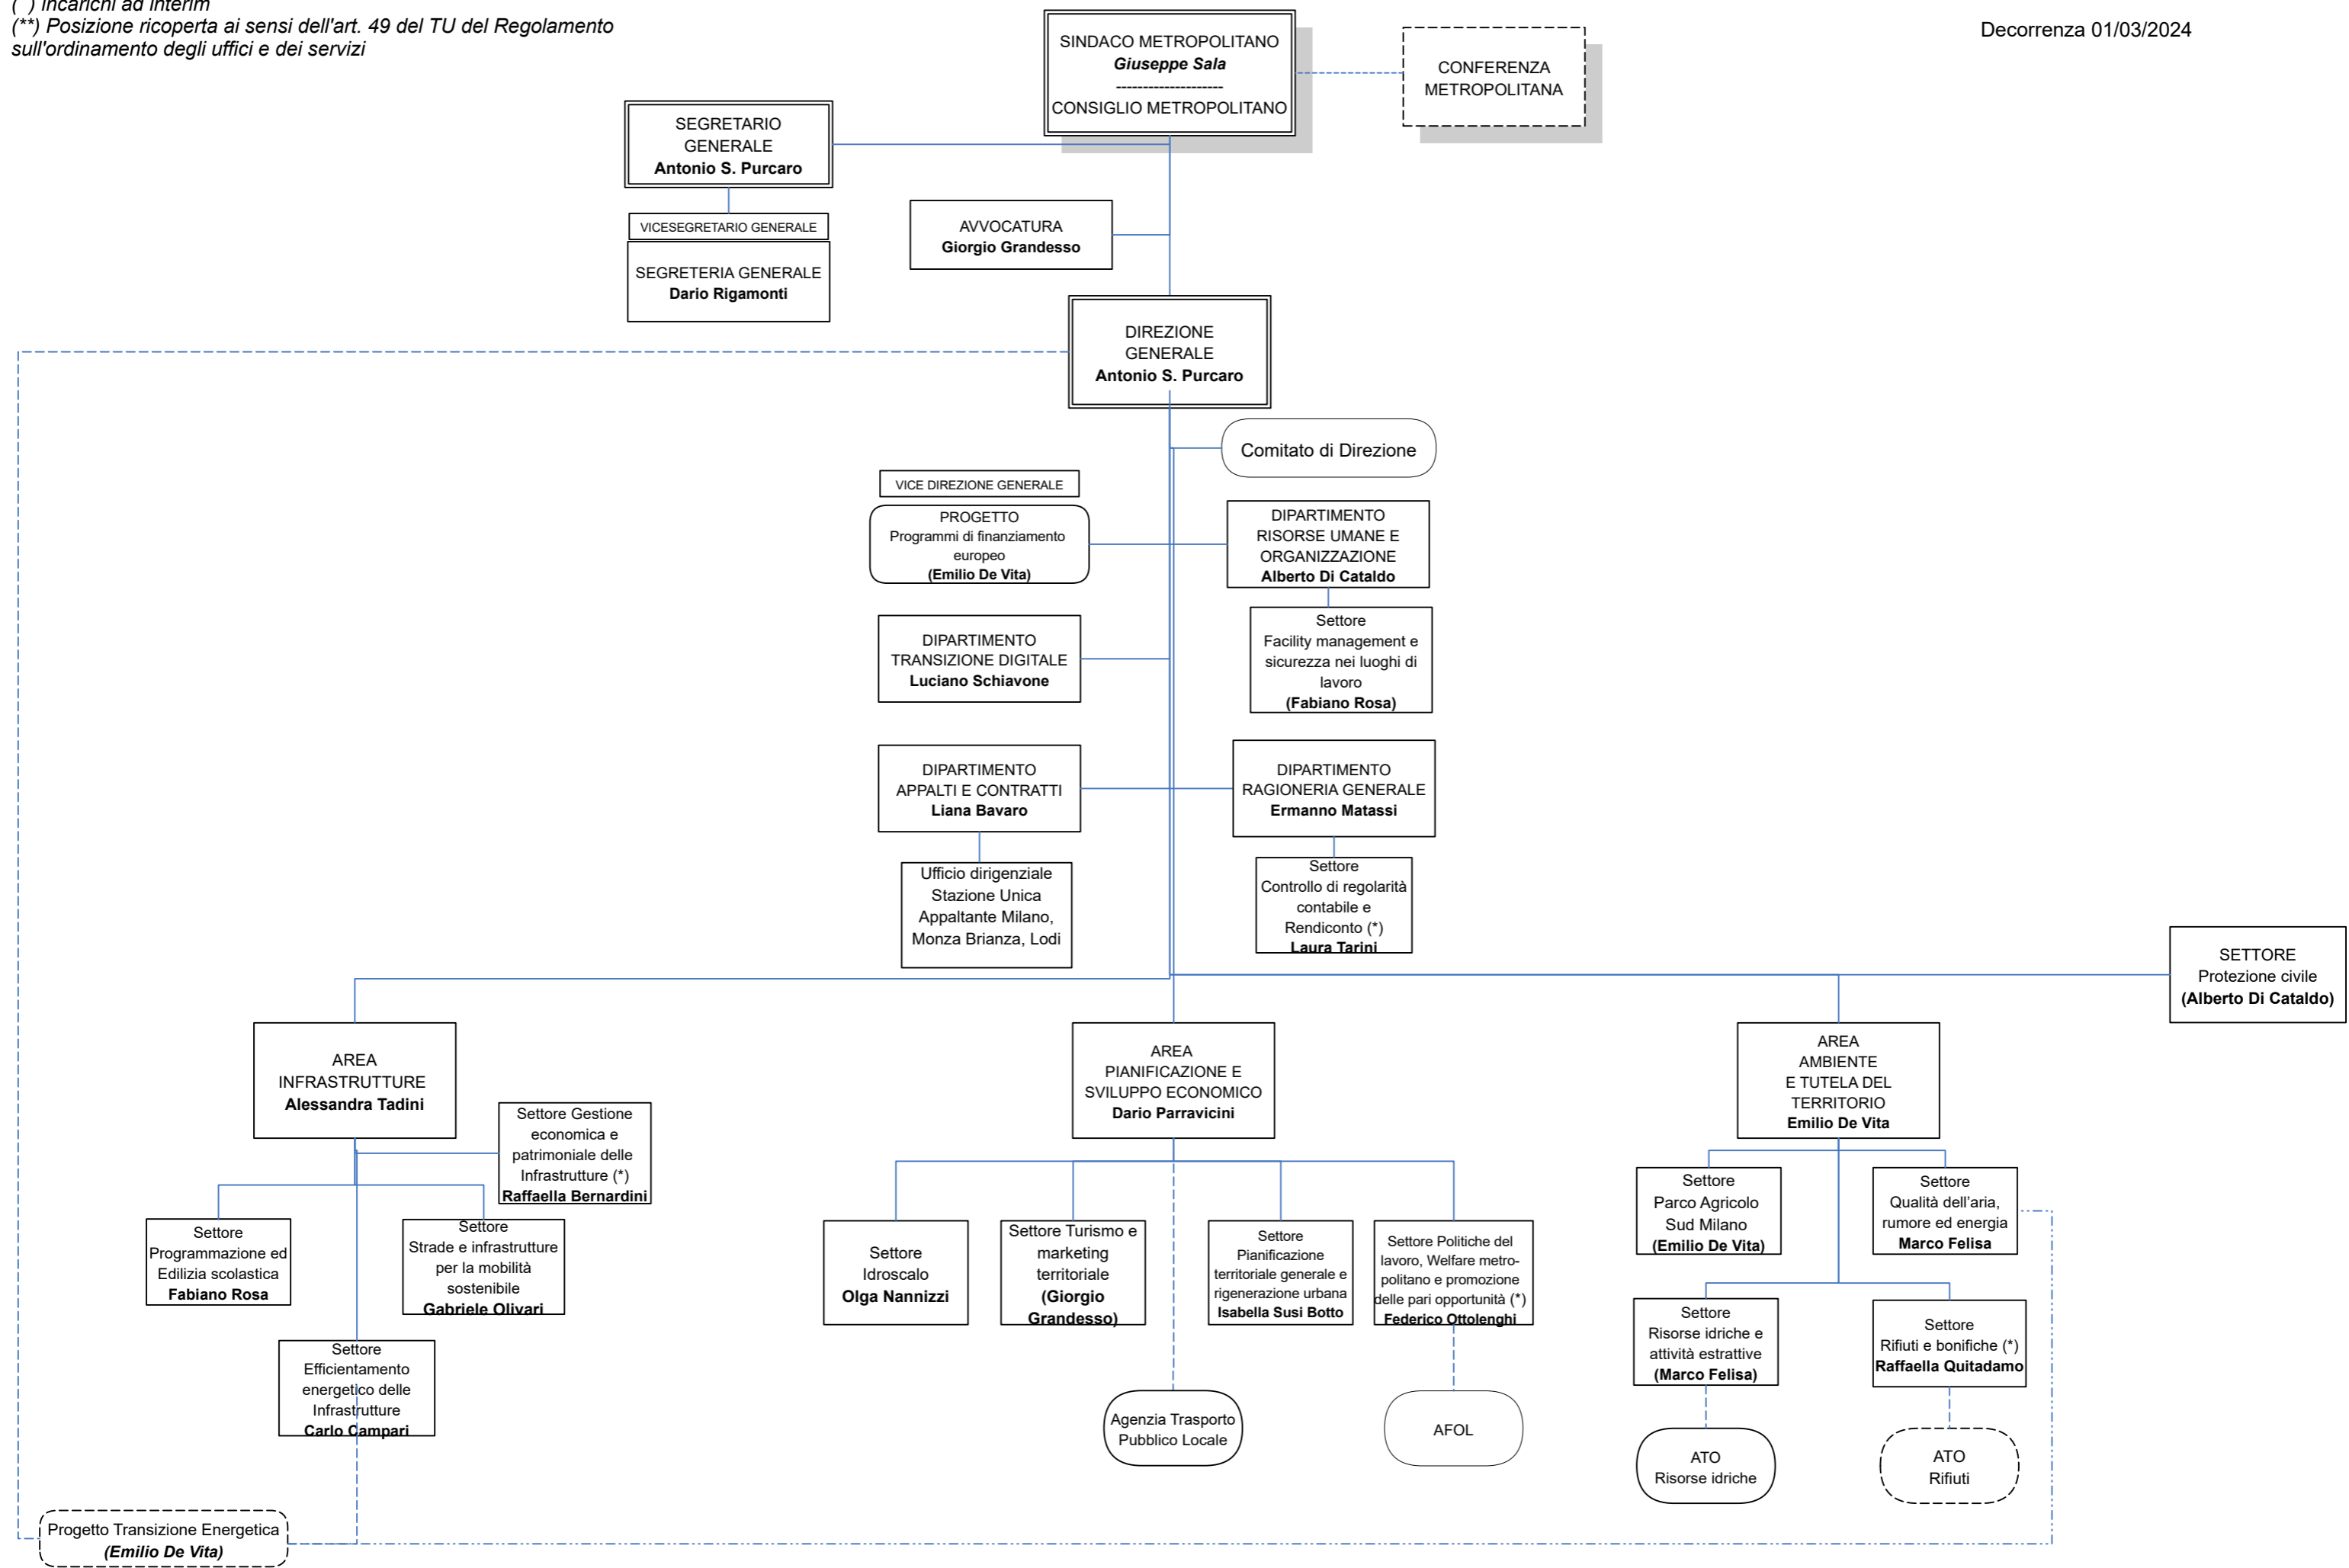 ( ) Incarichi ad interim
(**) Posizione ricoperta ai sensi dell'art. 49 del TU del Regolamento
sull'ordinamento degli uffici e dei servizi
Decorrenza 01/03/2024
SINDACO METROPOLITANO
Giuseppe Sala
--------------------
CONSIGLIO METROPOLITANO
CONFERENZA
METROPOLITANA
SEGRETARIO
GENERALE
Antonio S. Purcaro
VICESEGRETARIO GENERALE
SEGRETERIA GENERALE
Dario Rigamonti
AVVOCATURA
Giorgio Grandesso
DIREZIONE
GENERALE
Antonio S. Purcaro
Comitato di Direzione
VICE DIREZIONE GENERALE
PROGETTO
Programmi di finanziamento
europeo
(Emilio De Vita)
DIPARTIMENTO
RISORSE UMANE E
ORGANIZZAZIONE
Alberto Di Cataldo
Settore
Facility management e
sicurezza nei luoghi di
lavoro
(Fabiano Rosa)
DIPARTIMENTO
TRANSIZIONE DIGITALE
Luciano Schiavone
DIPARTIMENTO
APPALTI E CONTRATTI
Liana Bavaro
DIPARTIMENTO
RAGIONERIA GENERALE
Ermanno Matassi
Ufficio dirigenziale
Stazione Unica
Appaltante Milano,
Monza Brianza, Lodi
Settore
Controllo di regolarità
contabile e
Rendiconto (*)
Laura Tarini
SETTORE
Protezione civile
(Alberto Di Cataldo)
AREA
INFRASTRUTTURE
Alessandra Tadini
Settore Gestione
economica e
patrimoniale delle
Infrastrutture (*)
Raffaella Bernardini
Settore
Programmazione ed
Edilizia scolastica
Fabiano Rosa
Settore
Strade e infrastrutture
per la mobilità
sostenibile
Gabriele Olivari
Settore
Efficientamento
energetico delle
Infrastrutture
Carlo Campari
AREA
PIANIFICAZIONE E
SVILUPPO ECONOMICO
Dario Parravicini
Settore
Idroscalo
Olga Nannizzi
Settore Turismo e
marketing
territoriale
(Giorgio
Grandesso)
Settore
Pianificazione
territoriale generale e
rigenerazione urbana
Isabella Susi Botto
Settore Politiche del
lavoro, Welfare metro-
politano e promozione
delle pari opportunità (*)
Federico Ottolenghi
Agenzia Trasporto
Pubblico Locale
AFOL
AREA
AMBIENTE
E TUTELA DEL
TERRITORIO
Emilio De Vita
Settore
Parco Agricolo
Sud Milano
(Emilio De Vita)
Settore
Qualità dell'aria,
rumore ed energia
Marco Felisa
Settore
Risorse idriche e
attività estrattive
(Marco Felisa)
Settore
Rifiuti e bonifiche (*)
Raffaella Quitadamo
ATO
Risorse idriche
ATO
Rifiuti
Progetto Transizione Energetica
(Emilio De Vita)